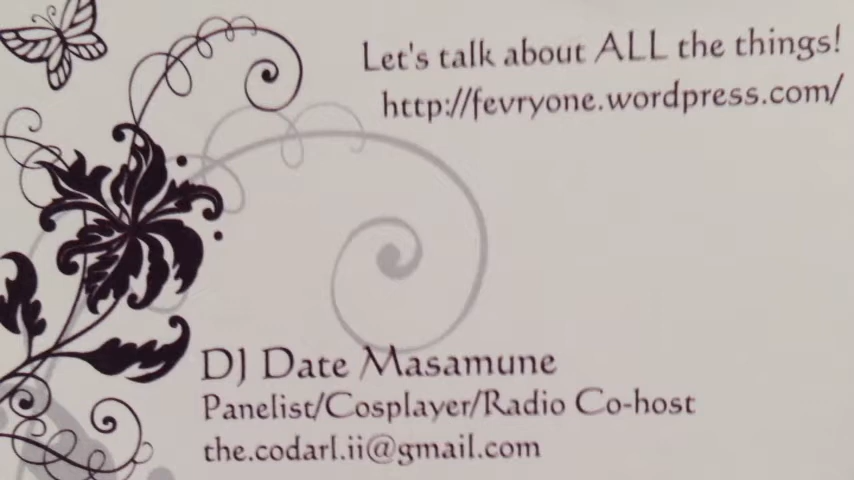 Let's talk about ALL the things!
http://fevryone.wordpress.com/
DJ Date Masamune
Panelist/Cosplayer/Radio Co-host
the.codarl.ii@gmail.com